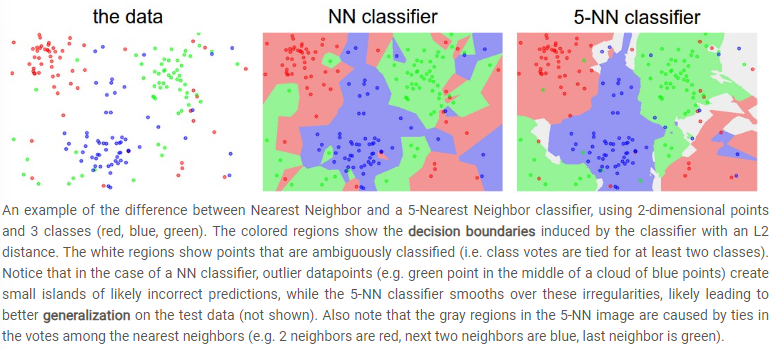 the data NN classifier 5-NN classifier
An example of the difference between Nearest Neighbor and a 5-Nearest Neighbor classifier, using 2-dimensional points
and 3 classes (red, blue, green). The colored regions show the decision boundaries induced by the classifier with an L2
distance. The white regions show points that are ambiguously classified (i.e. class votes are tied for at least two classes).
Notice that in the case of a NN classifier, outlier datapoints (e.g. green point in the middle of a cloud of blue points) create
small islands of likely incorrect predictions, while the 5-NN classifier smooths over these irregularities, likely leading to
better generalization on the test data (not shown). Also note that the gray regions in the 5-NN image are caused by ties in
the votes among the nearest neighbors (e.g. 2 neighbors are red, next two neighbors are blue, last neighbor is green).